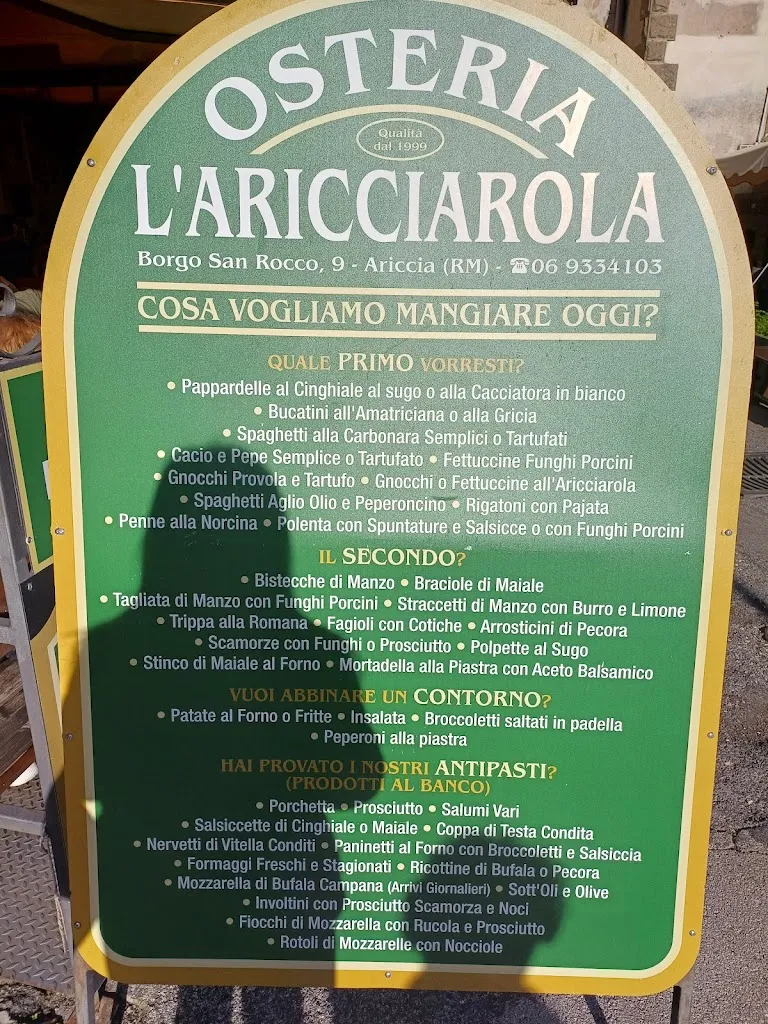 OSTERIA
Qualità
dal 1999
L'ARICCIAROLA
Borgo San Rocco, 9 - Ariccia (RM) - ☎06 9334103
COSA VOGLIAMO MANGIARE OGGI?
QUALE PRIMO VORRESTI?
• Pappardelle al Cinghiale al sugo o alla Cacciatora in bianco
• Bucatini all'Amatriciana o alla Gricia
• Spaghetti alla Carbonara Semplici o Tartufati
• Cacio e Pepe Semplice o Tartufato • Fettuccine Funghi Porcini
• Gnocchi Provola e Tartufo • Gnocchi o Fettuccine all'Aricciarola
• Spaghetti Aglio Olio e Peperoncino • Rigatoni con Pajata
• Penne alla Norcina • Polenta con Spuntature e Salsicce o con Funghi Porcini
IL SECONDO?
• Bistecche di Manzo • Braciole di Maiale
• Tagliata di Manzo con Funghi Porcini • Straccetti di Manzo con Burro e Limone
• Trippa alla Romana • Fagioli con Cotiche • Arrosticini di Pecora
• Scamorze con Funghi o Prosciutto • Polpette al Sugo
• Stinco di Maiale al Forno • Mortadella alla Piastra con Aceto Balsamico
VUOI ABBINARE UN CONTORNO?
• Patate al Forno o Fritte • Insalata • Broccoletti saltati in padella
• Peperoni alla piastra
HAI PROVATO I NOSTRI ANTIPASTI?
(PRODOTTI AL BANCO)
• Porchetta • Prosciutto • Salumi Vari
• Salsiccette di Cinghiale o Maiale • Coppa di Testa Condita
• Nervetti di Vitella Conditi • Paninetti al Forno con Broccoletti e Salsiccia
• Formaggi Freschi e Stagionati • Ricottine di Bufala o Pecora
• Mozzarella di Bufala Campana (Arrivi Giornalieri) • Sott'Oli e Olive
• Involtini con Prosciutto Scamorza e Noci
• Fiocchi di Mozzarella con Rucola e Prosciutto
• Rotoli di Mozzarelle con Nocciole